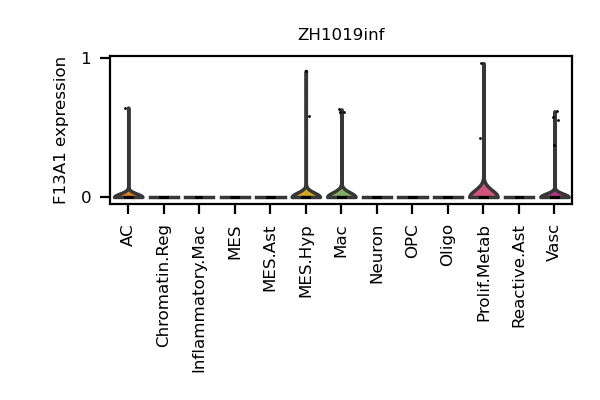 ZH1019inf
F13A1 expression
1
0
AC
Chromatin.Reg
Inflammatory.Mac
MES
MES.Ast
MES.Hyp
Mac
Neuron
OPC
Oligo
Prolif.Metab
Reactive.Ast
Vasc